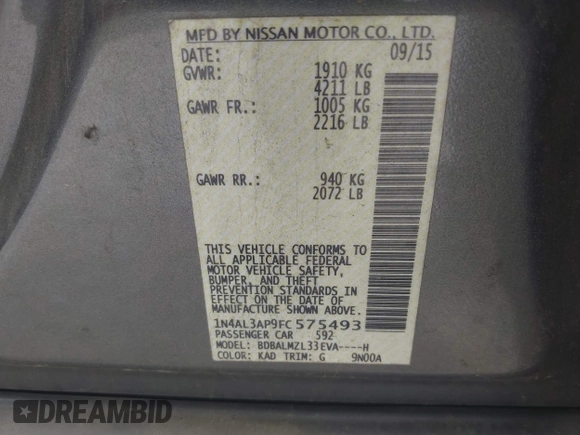 MFD BY NISSAN MOTOR CO., LTD.
DATE: 09/15
GVWR: 1910 KG
4211 LB
GAWR FR.: 1005 KG
2216 LB
GAWR RR.: 940 KG
2072 LB
THIS VEHICLE CONFORMS TO
ALL APPLICABLE FEDERAL
MOTOR VEHICLE SAFETY,
BUMPER, AND THEFT
PREVENTION STANDARDS IN
EFFECT ON THE DATE OF
MANUFACTURE SHOWN ABOVE.
1N4AL3AP9FC575493
PASSENGER CAR 592
MODEL: BDBALMZL33EVA----H
COLOR: KAD TRIM: G 9N00A
DREAMBID